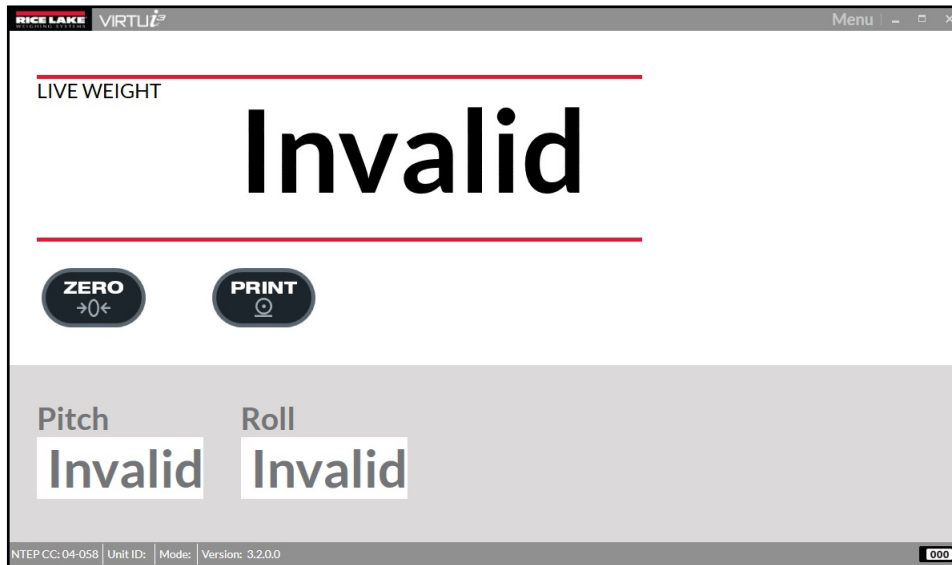 RICE LAKE VIRTUi³ Menu
WEIGHING SYSTEMS
LIVE WEIGHT
Invalid
ZERO PRINT
→0←
Pitch Roll
Invalid Invalid
NTEP CC: 04-058 Unit ID: Mode: Version: 3.2.0.0 000